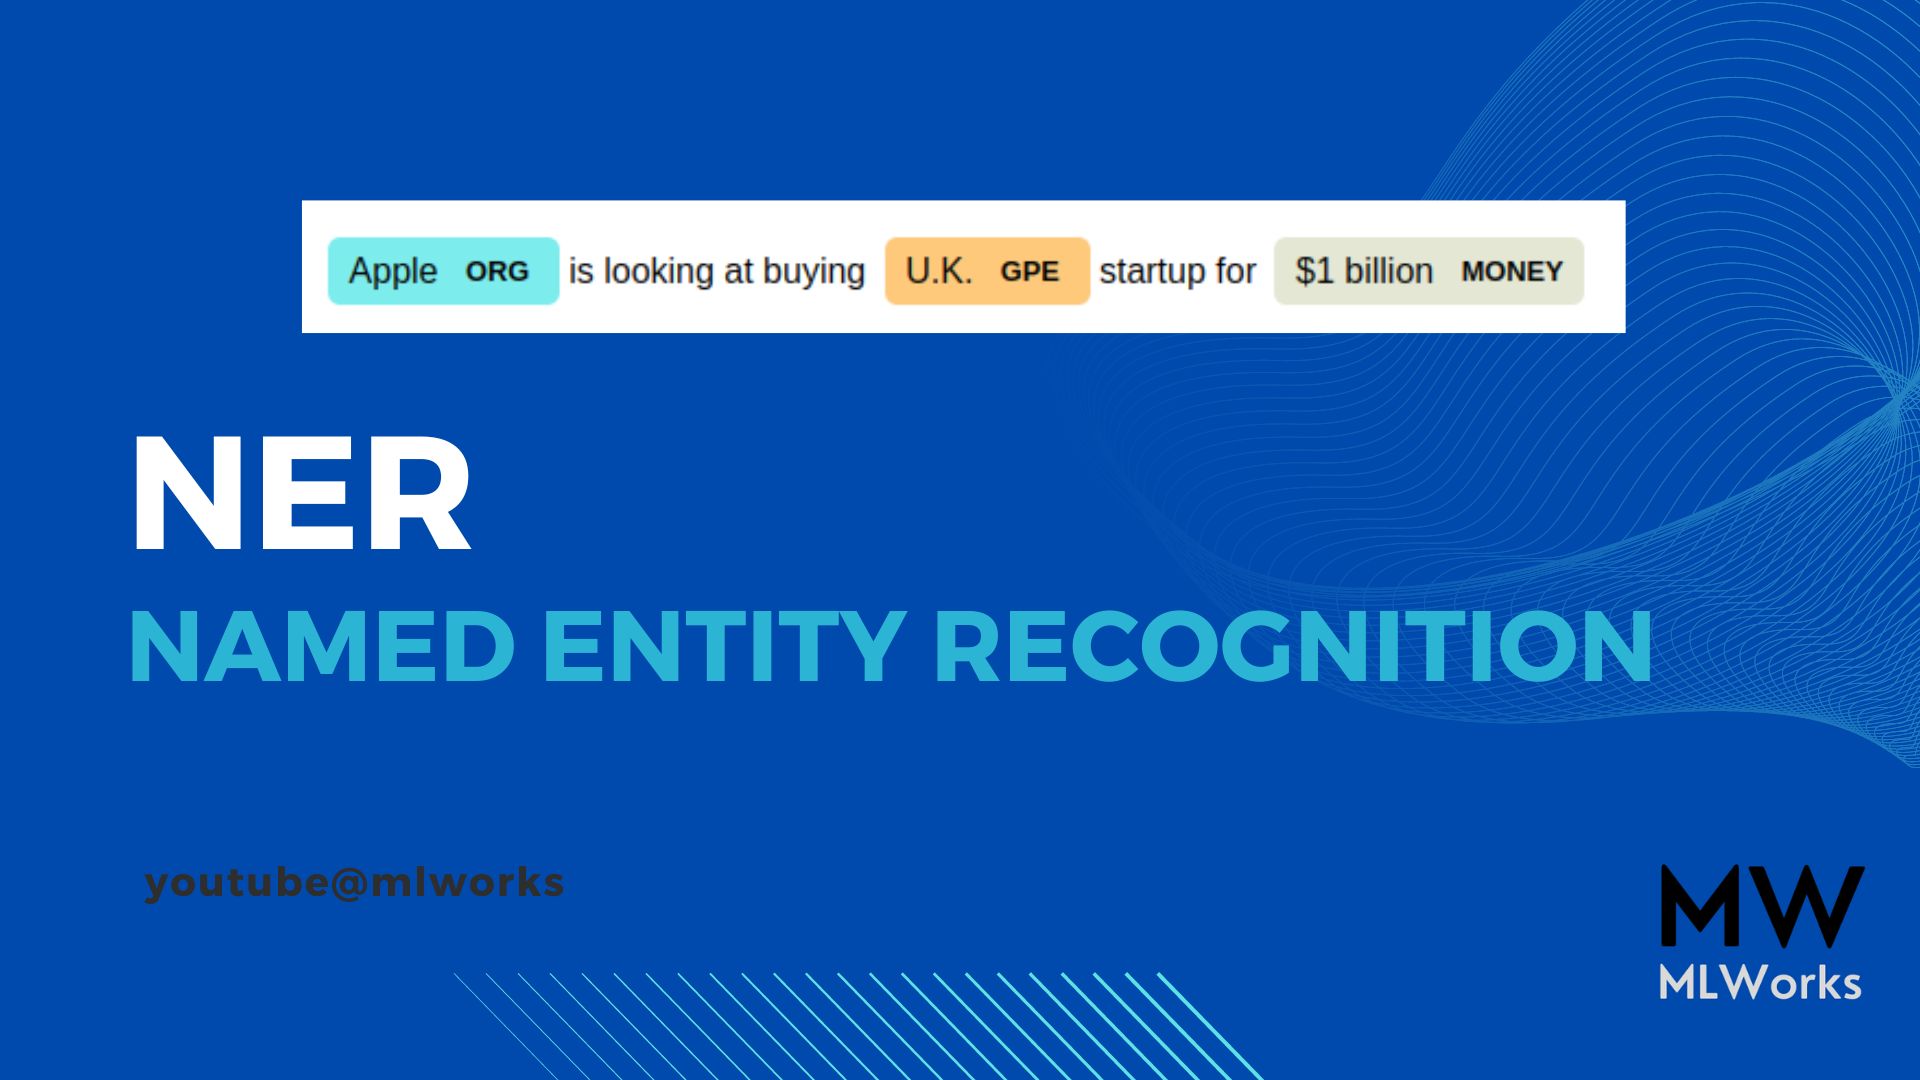 Apple ORG is looking at buying U.K. GPE startup for $1 billion MONEY
NER
NAMED ENTITY RECOGNITION
youtube@mlworks
MW
MLWorks